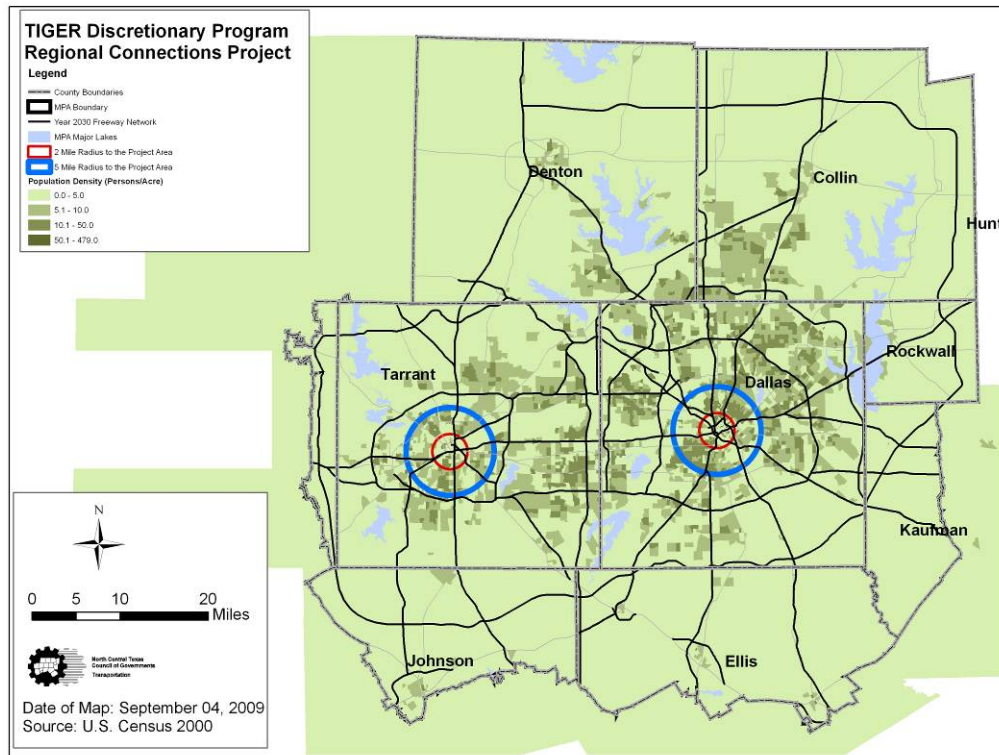 TIGER Discretionary Program
Regional Connections Project
Legend
County Boundaries
MPA Boundary
Year 2030 Freeway Network
MPA Major Lakes
2 Mile Radius to the Project Area
5 Mile Radius to the Project Area
Population Density (Persons/Acre)
0.0 - 5.0
5.1 - 10.0
10.1 - 50.0
50.1 - 479.0
Denton
Collin
Hunt
Rockwall
Tarrant
Dallas
Kaufman
Johnson
Ellis
N
0 5 10 20
Miles
North Central Texas
Council of Governments
Transportation
Date of Map: September 04, 2009
Source: U.S. Census 2000